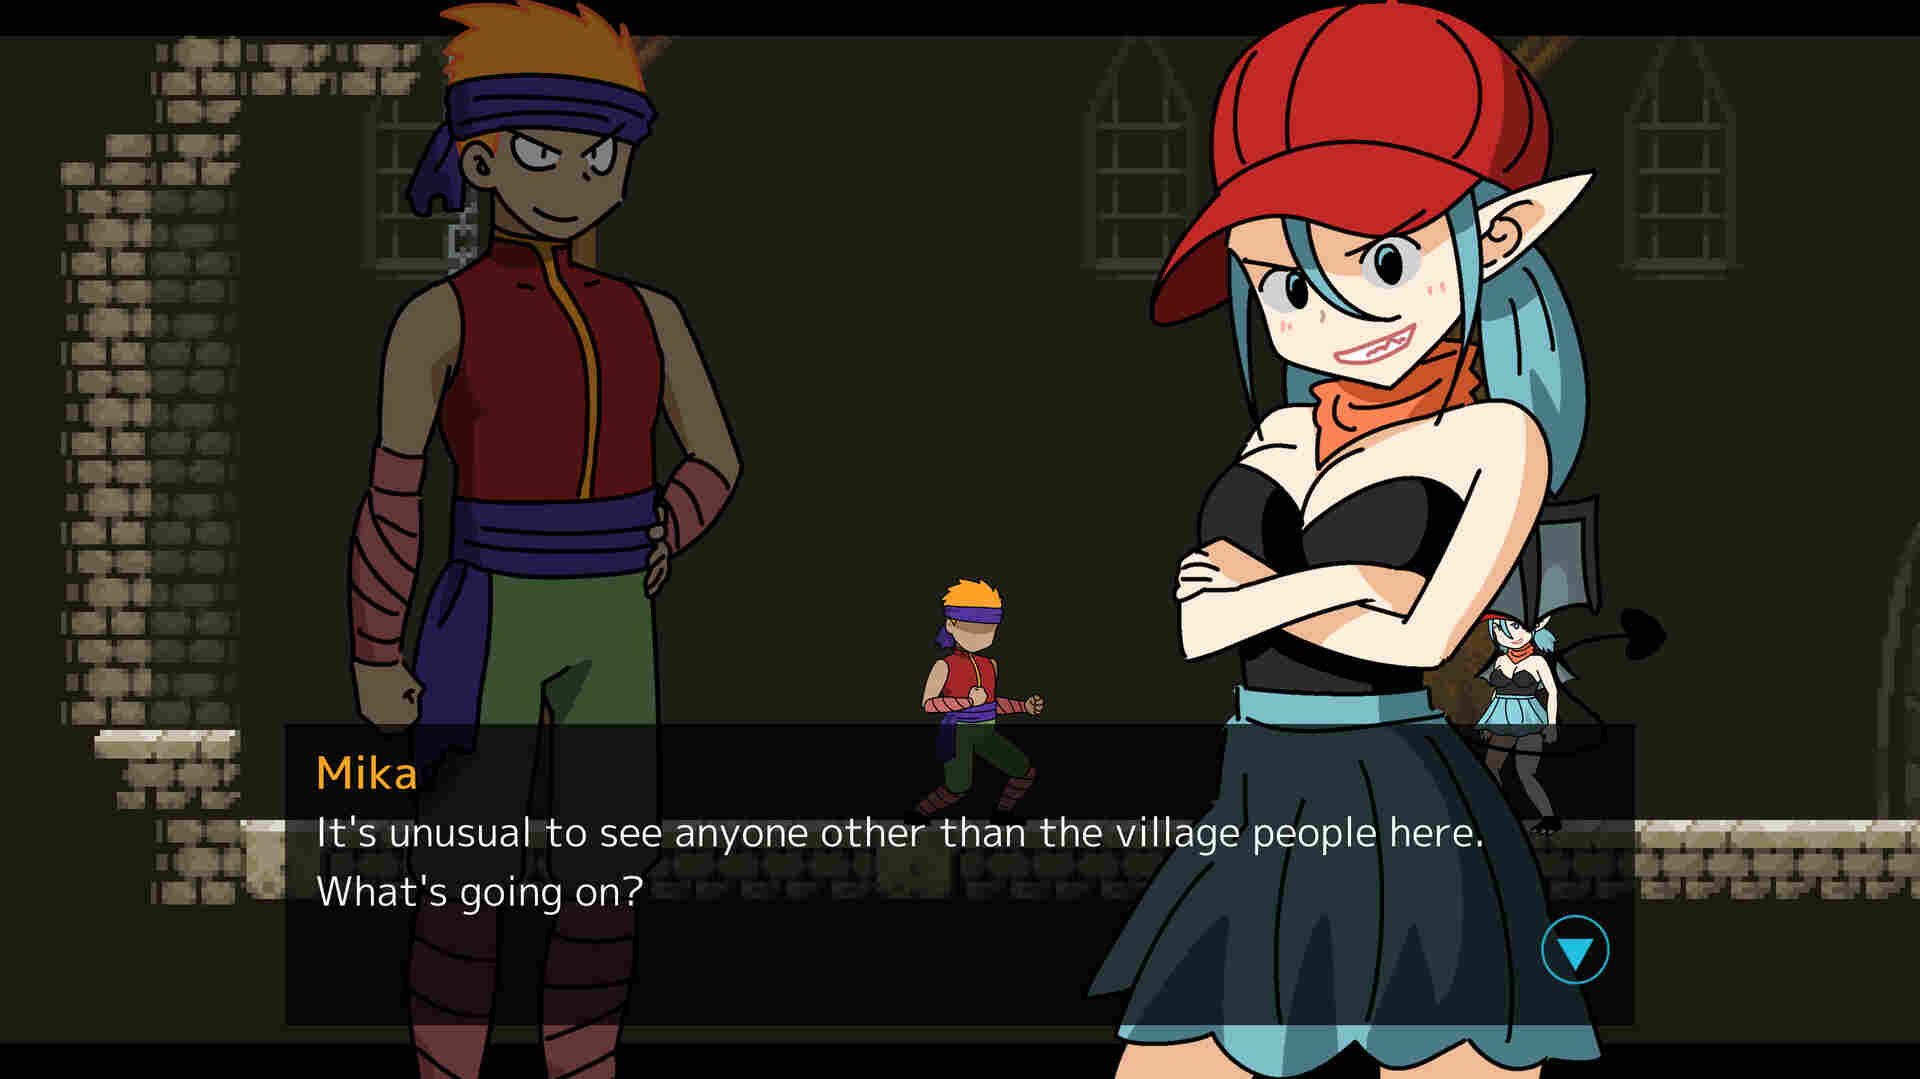 Mika
It's unusual to see anyone other than the village people here.
What's going on?